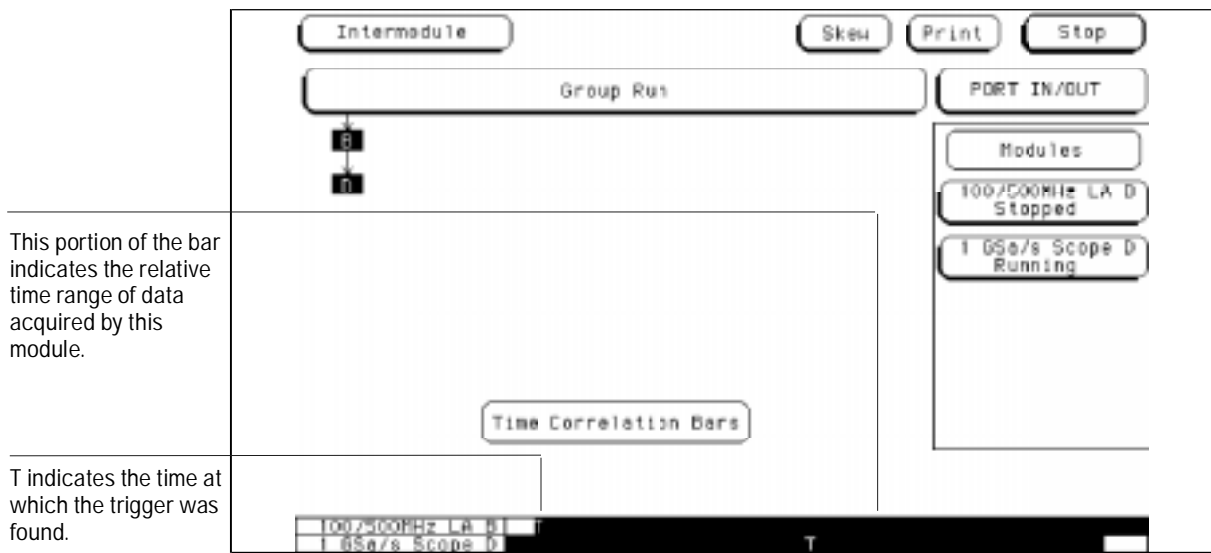 Intermodule
Skew
Print
Stop
Group Run
PORT IN/OUT
B
D
Modules
100/500MHz LA D
Stopped
1 GSa/s Scope D
Running
This portion of the bar
indicates the relative
time range of data
acquired by this
module.
Time Correlation Bars
T indicates the time at
which the trigger was
found.
100/500MHz LA B
T
1 GSa/s Scope D
T